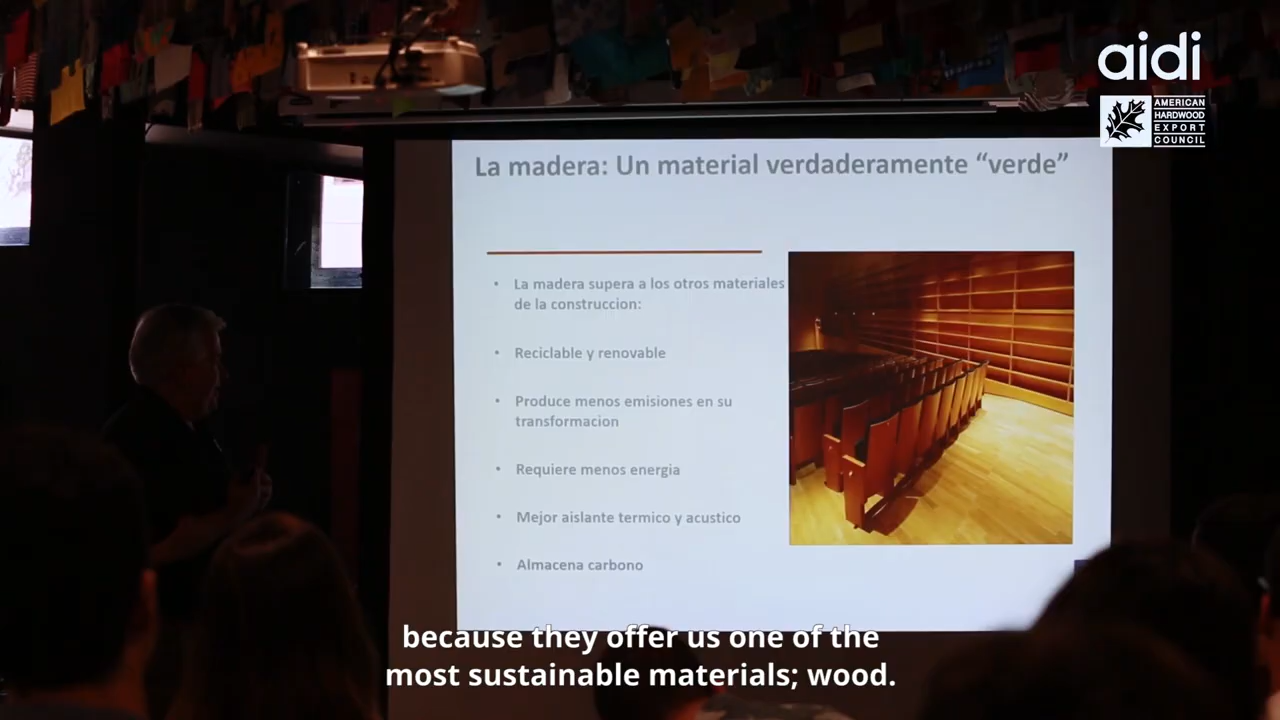 aidi
AMERICAN
HARDWOOD
EXPORT
COUNCIL
La madera: Un material verdaderamente “verde”
• La madera supera a los otros materiales
de la construccion:
• Reciclable y renovable
• Produce menos emisiones en su
transformacion
• Requiere menos energia
• Mejor aislante termico y acustico
• Almacena carbono
because they offer us one of the
most sustainable materials; wood.